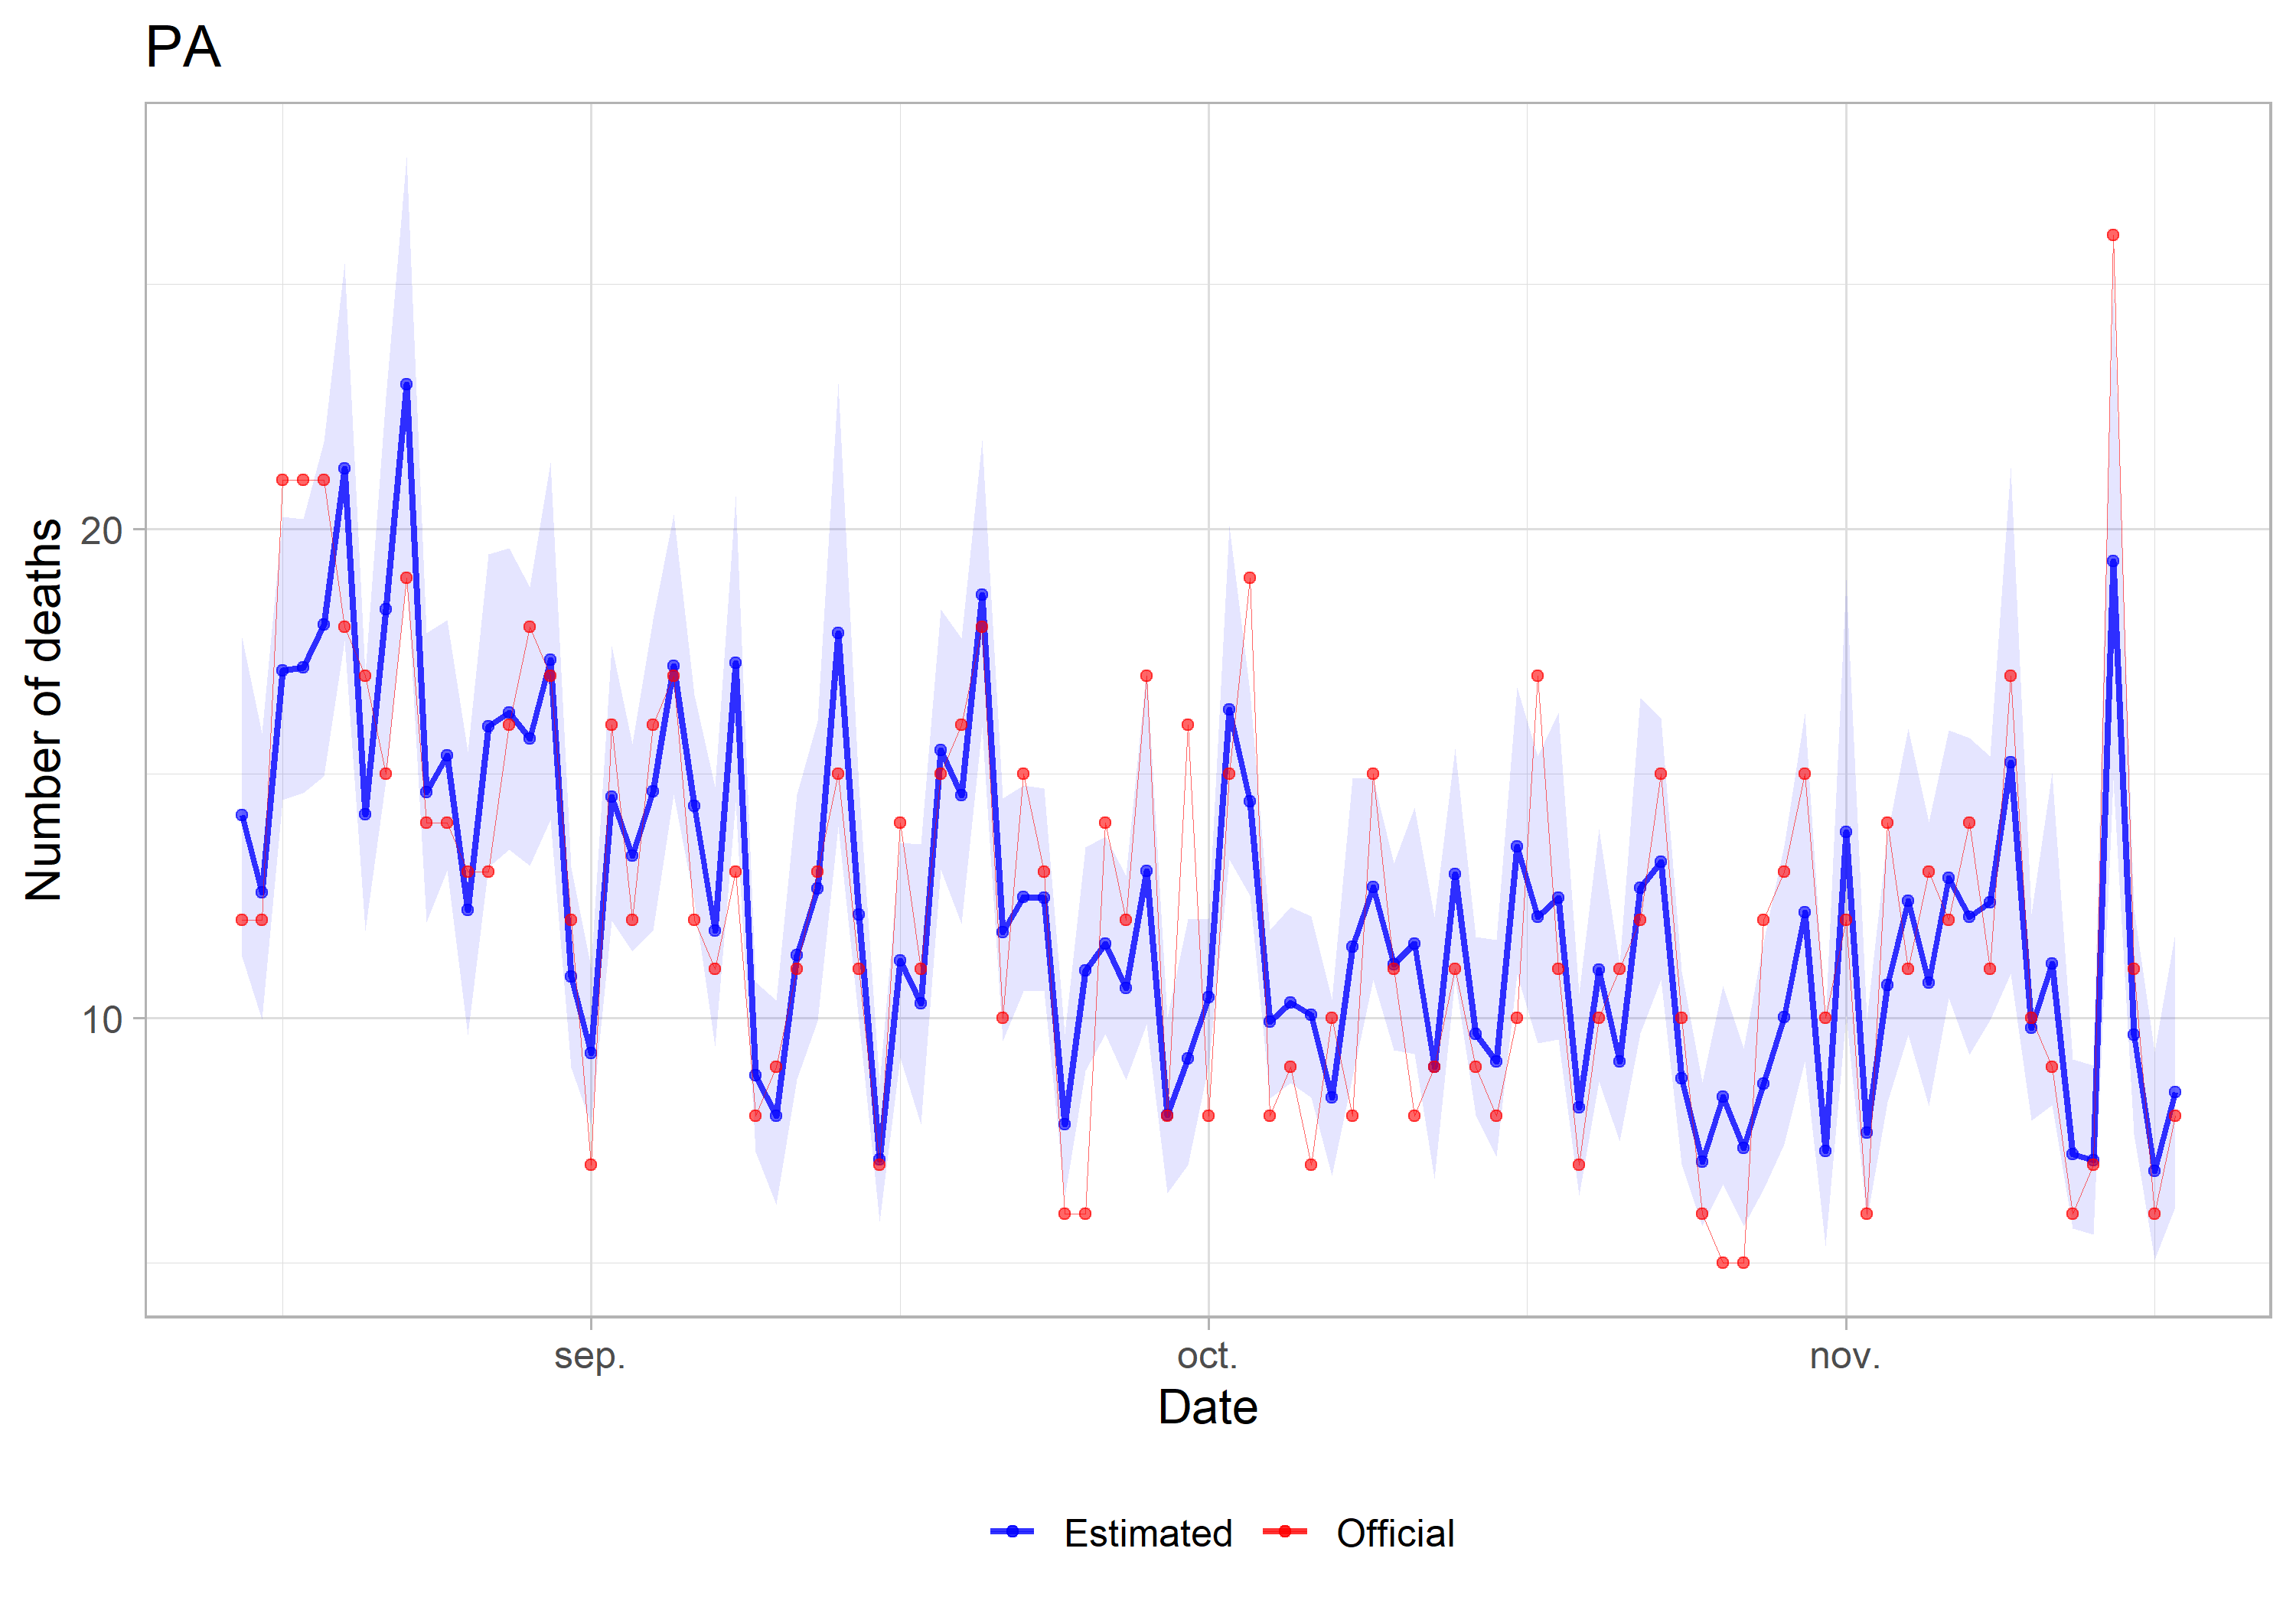 PA
Number of deaths
20
10
sep.
oct.
nov.
Date
Estimated
Official